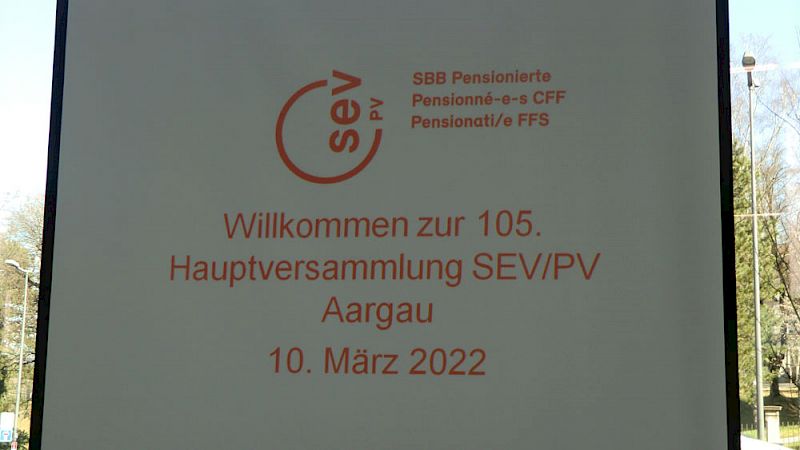 sev
PV
SBB Pensionierte
Pensionné-e-s CFF
Pensionati/e FFS
Willkommen zur 105.
Hauptversammlung SEV/PV
Aargau
10. März 2022